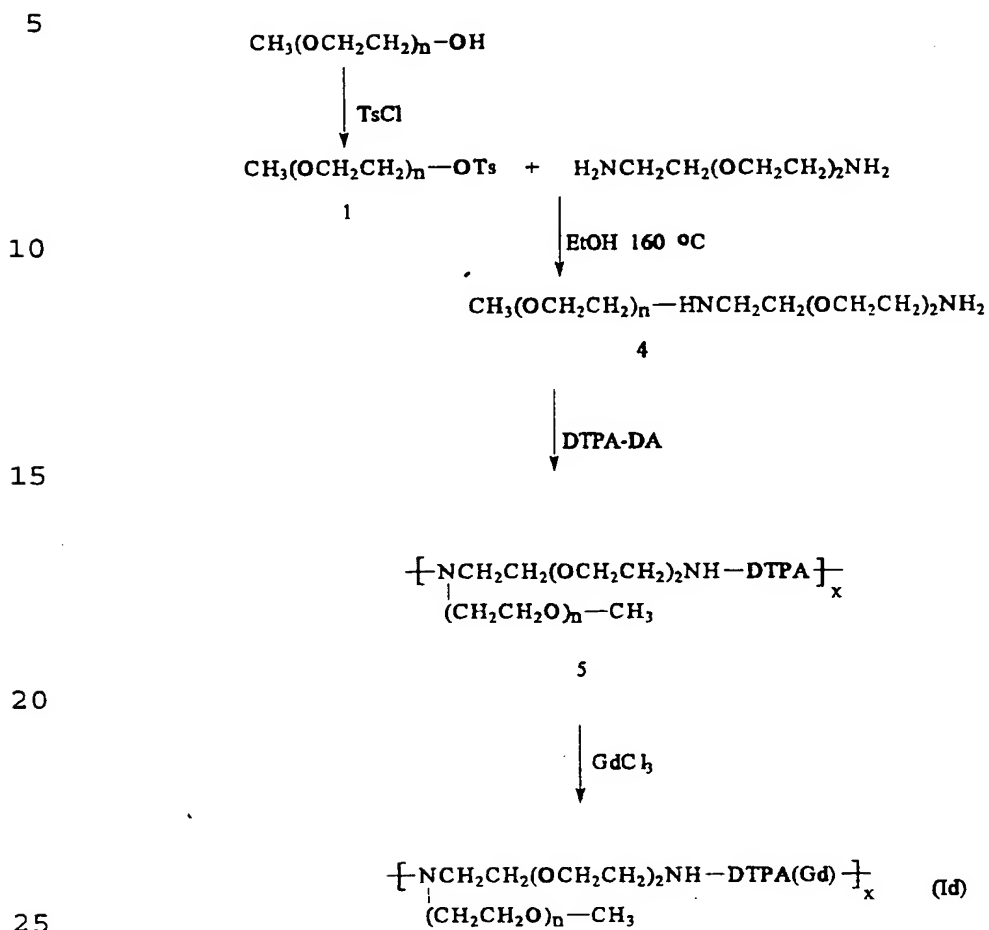 5
CH₃(OCH₂CH₂)n—OH
TsCl
CH₃(OCH₂CH₂)n—OTs + H₂NCH₂CH₂(OCH₂CH₂)₂NH₂
1
10
EtOH 160 °C
CH₃(OCH₂CH₂)n—HNCH₂CH₂(OCH₂CH₂)₂NH₂
4
DTPA-DA
15
[NCH₂CH₂(OCH₂CH₂)₂NH—DTPA]x
(CH₂CH₂O)n—CH₃
5
20
GdCl₃
[NCH₂CH₂(OCH₂CH₂)₂NH—DTPA(Gd)]x (Id)
25 (CH₂CH₂O)n—CH₃